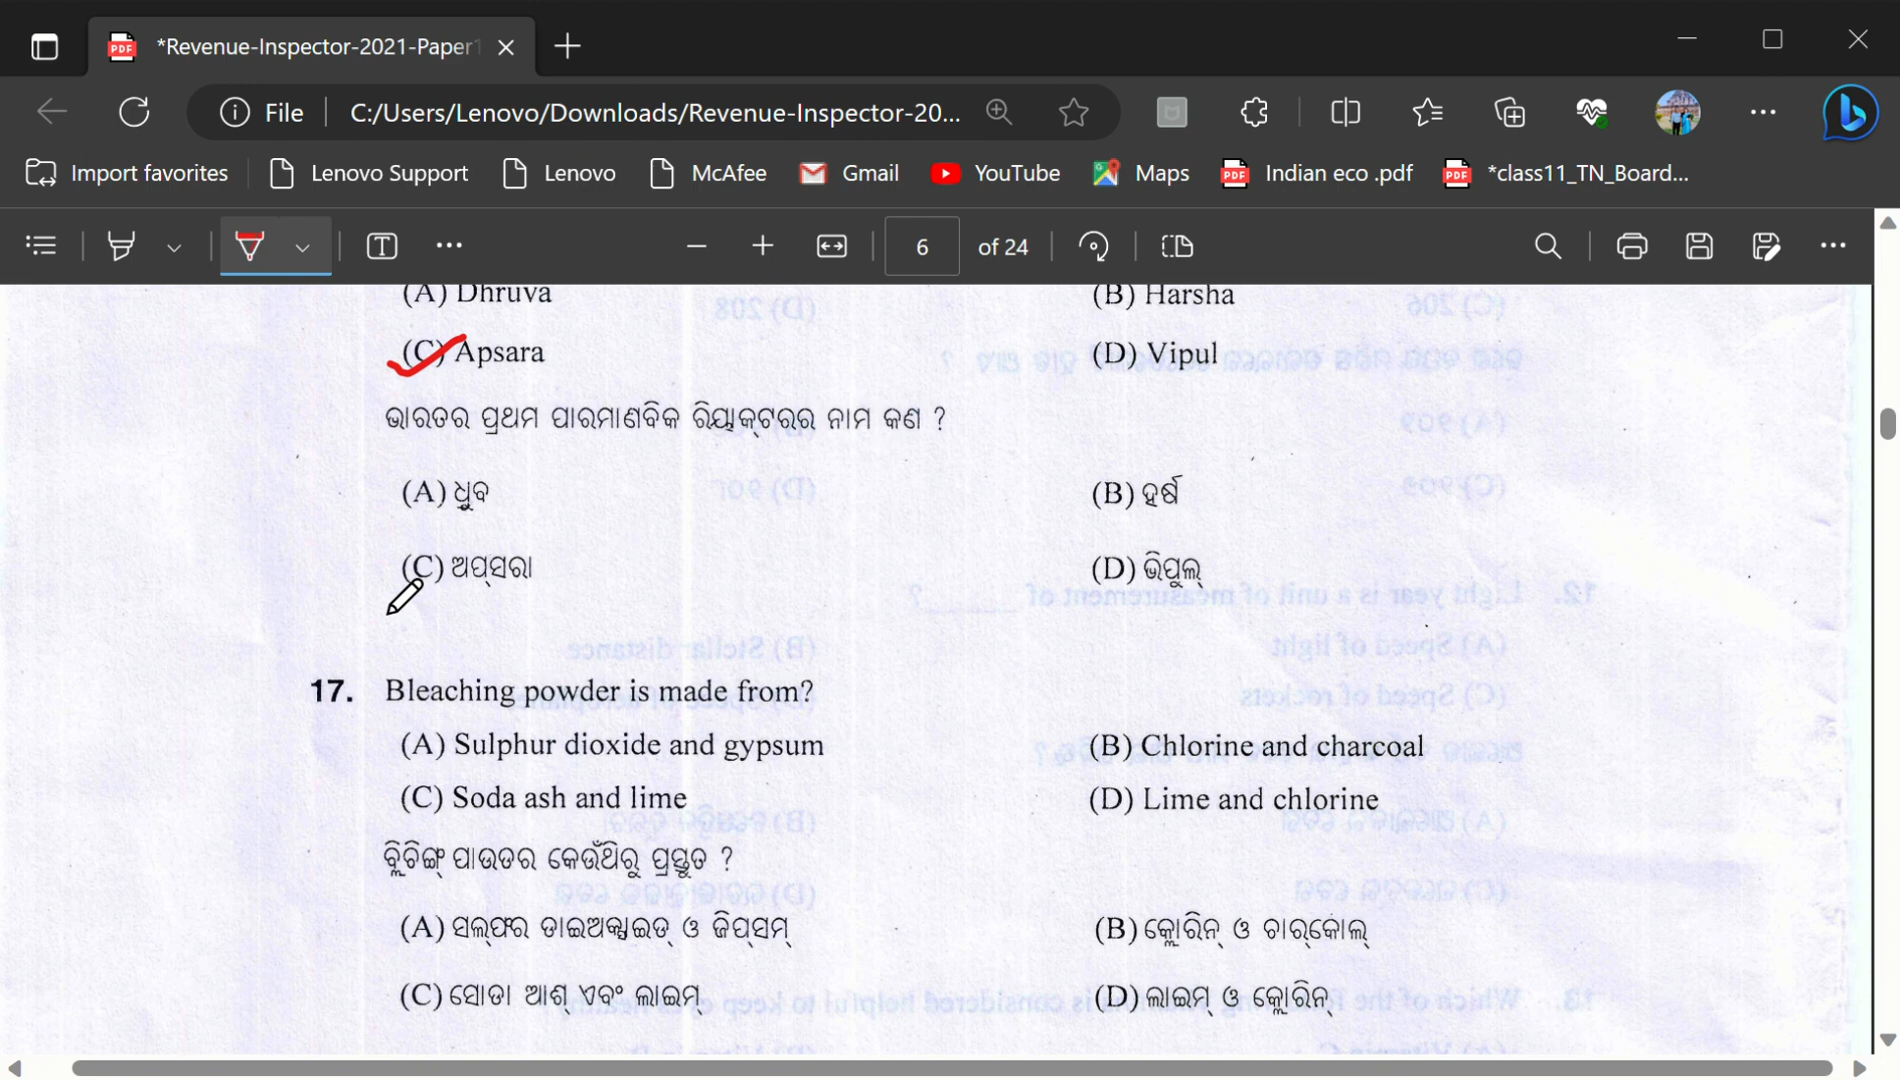 *Revenue-Inspector-2021-Paper1
File C:/Users/Lenovo/Downloads/Revenue-Inspector-20...
Import favorites Lenovo Support Lenovo McAfee Gmail YouTube Maps Indian eco .pdf *class11_TN_Board...
6 of 24
(A) Dhruva (B) Harsha
(C) Apsara (D) Vipul
ଭାରତର ପ୍ରଥମ ପାରମାଣବିକ ରିୟାକ୍ଟରର ନାମ କଣ ?
(A) ଧ୍ରୁବ (B) ହର୍ଷ
(C) ଅପ୍‌ସରା (D) ଭିପୁଲ୍
17. Bleaching powder is made from?
(A) Sulphur dioxide and gypsum (B) Chlorine and charcoal
(C) Soda ash and lime (D) Lime and chlorine
ବ୍ଲିଚିଙ୍ଗ୍ ପାଉଡର କେଉଁଥିରୁ ପ୍ରସ୍ତୁତ ?
(A) ସଲ୍‌ଫର ଡାଇଅକ୍ସାଇଡ୍ ଓ ଜିପ୍‌ସମ୍ (B) କ୍ଲୋରିନ୍ ଓ ଚାର୍‌କୋଲ୍
(C) ସୋଡା ଆଶ୍ ଏବଂ ଲାଇମ୍ (D) ଲାଇମ୍ ଓ କ୍ଲୋରିନ୍